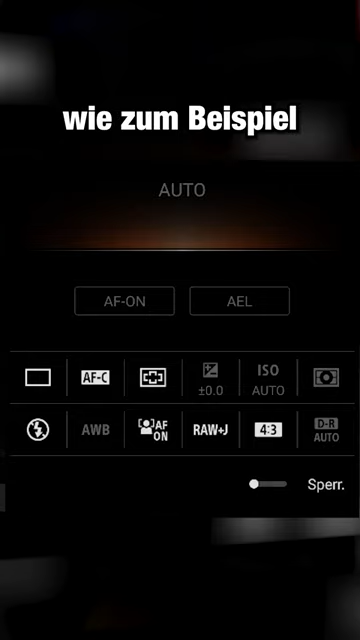 wie zum Beispiel
AUTO
AF-ON AEL
AF-C ±0.0 ISO AUTO
AWB AF ON RAW+J 4:3 D-R AUTO
Sperr.